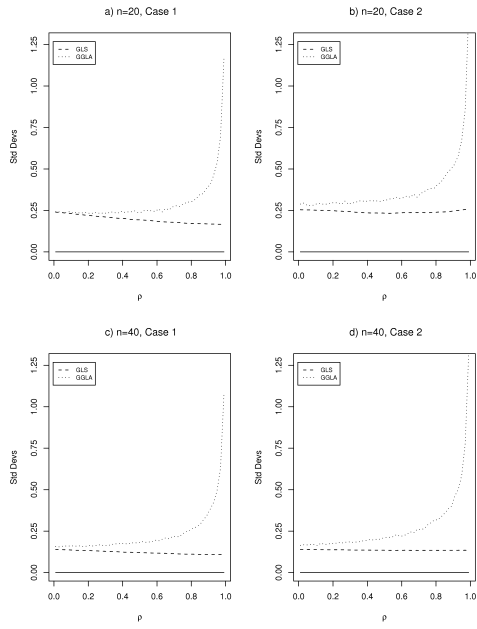 a) n=20, Case 1
Std Devs
0.00 0.25 0.50 0.75 1.00 1.25
GLS
GGLA
0.0 0.2 0.4 0.6 0.8 1.0
ρ
b) n=20, Case 2
Std Devs
0.00 0.25 0.50 0.75 1.00 1.25
GLS
GGLA
0.0 0.2 0.4 0.6 0.8 1.0
ρ
c) n=40, Case 1
Std Devs
0.00 0.25 0.50 0.75 1.00 1.25
GLS
GGLA
0.0 0.2 0.4 0.6 0.8 1.0
ρ
d) n=40, Case 2
Std Devs
0.00 0.25 0.50 0.75 1.00 1.25
GLS
GGLA
0.0 0.2 0.4 0.6 0.8 1.0
ρ